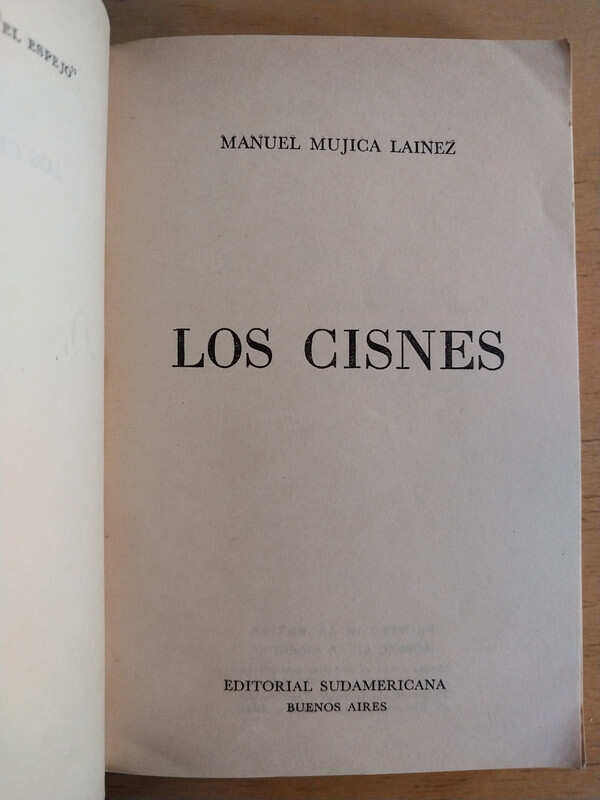 EL ESPEJO"
MANUEL MUJICA LAINEZ
LOS CISNES
EDITORIAL SUDAMERICANA
BUENOS AIRES